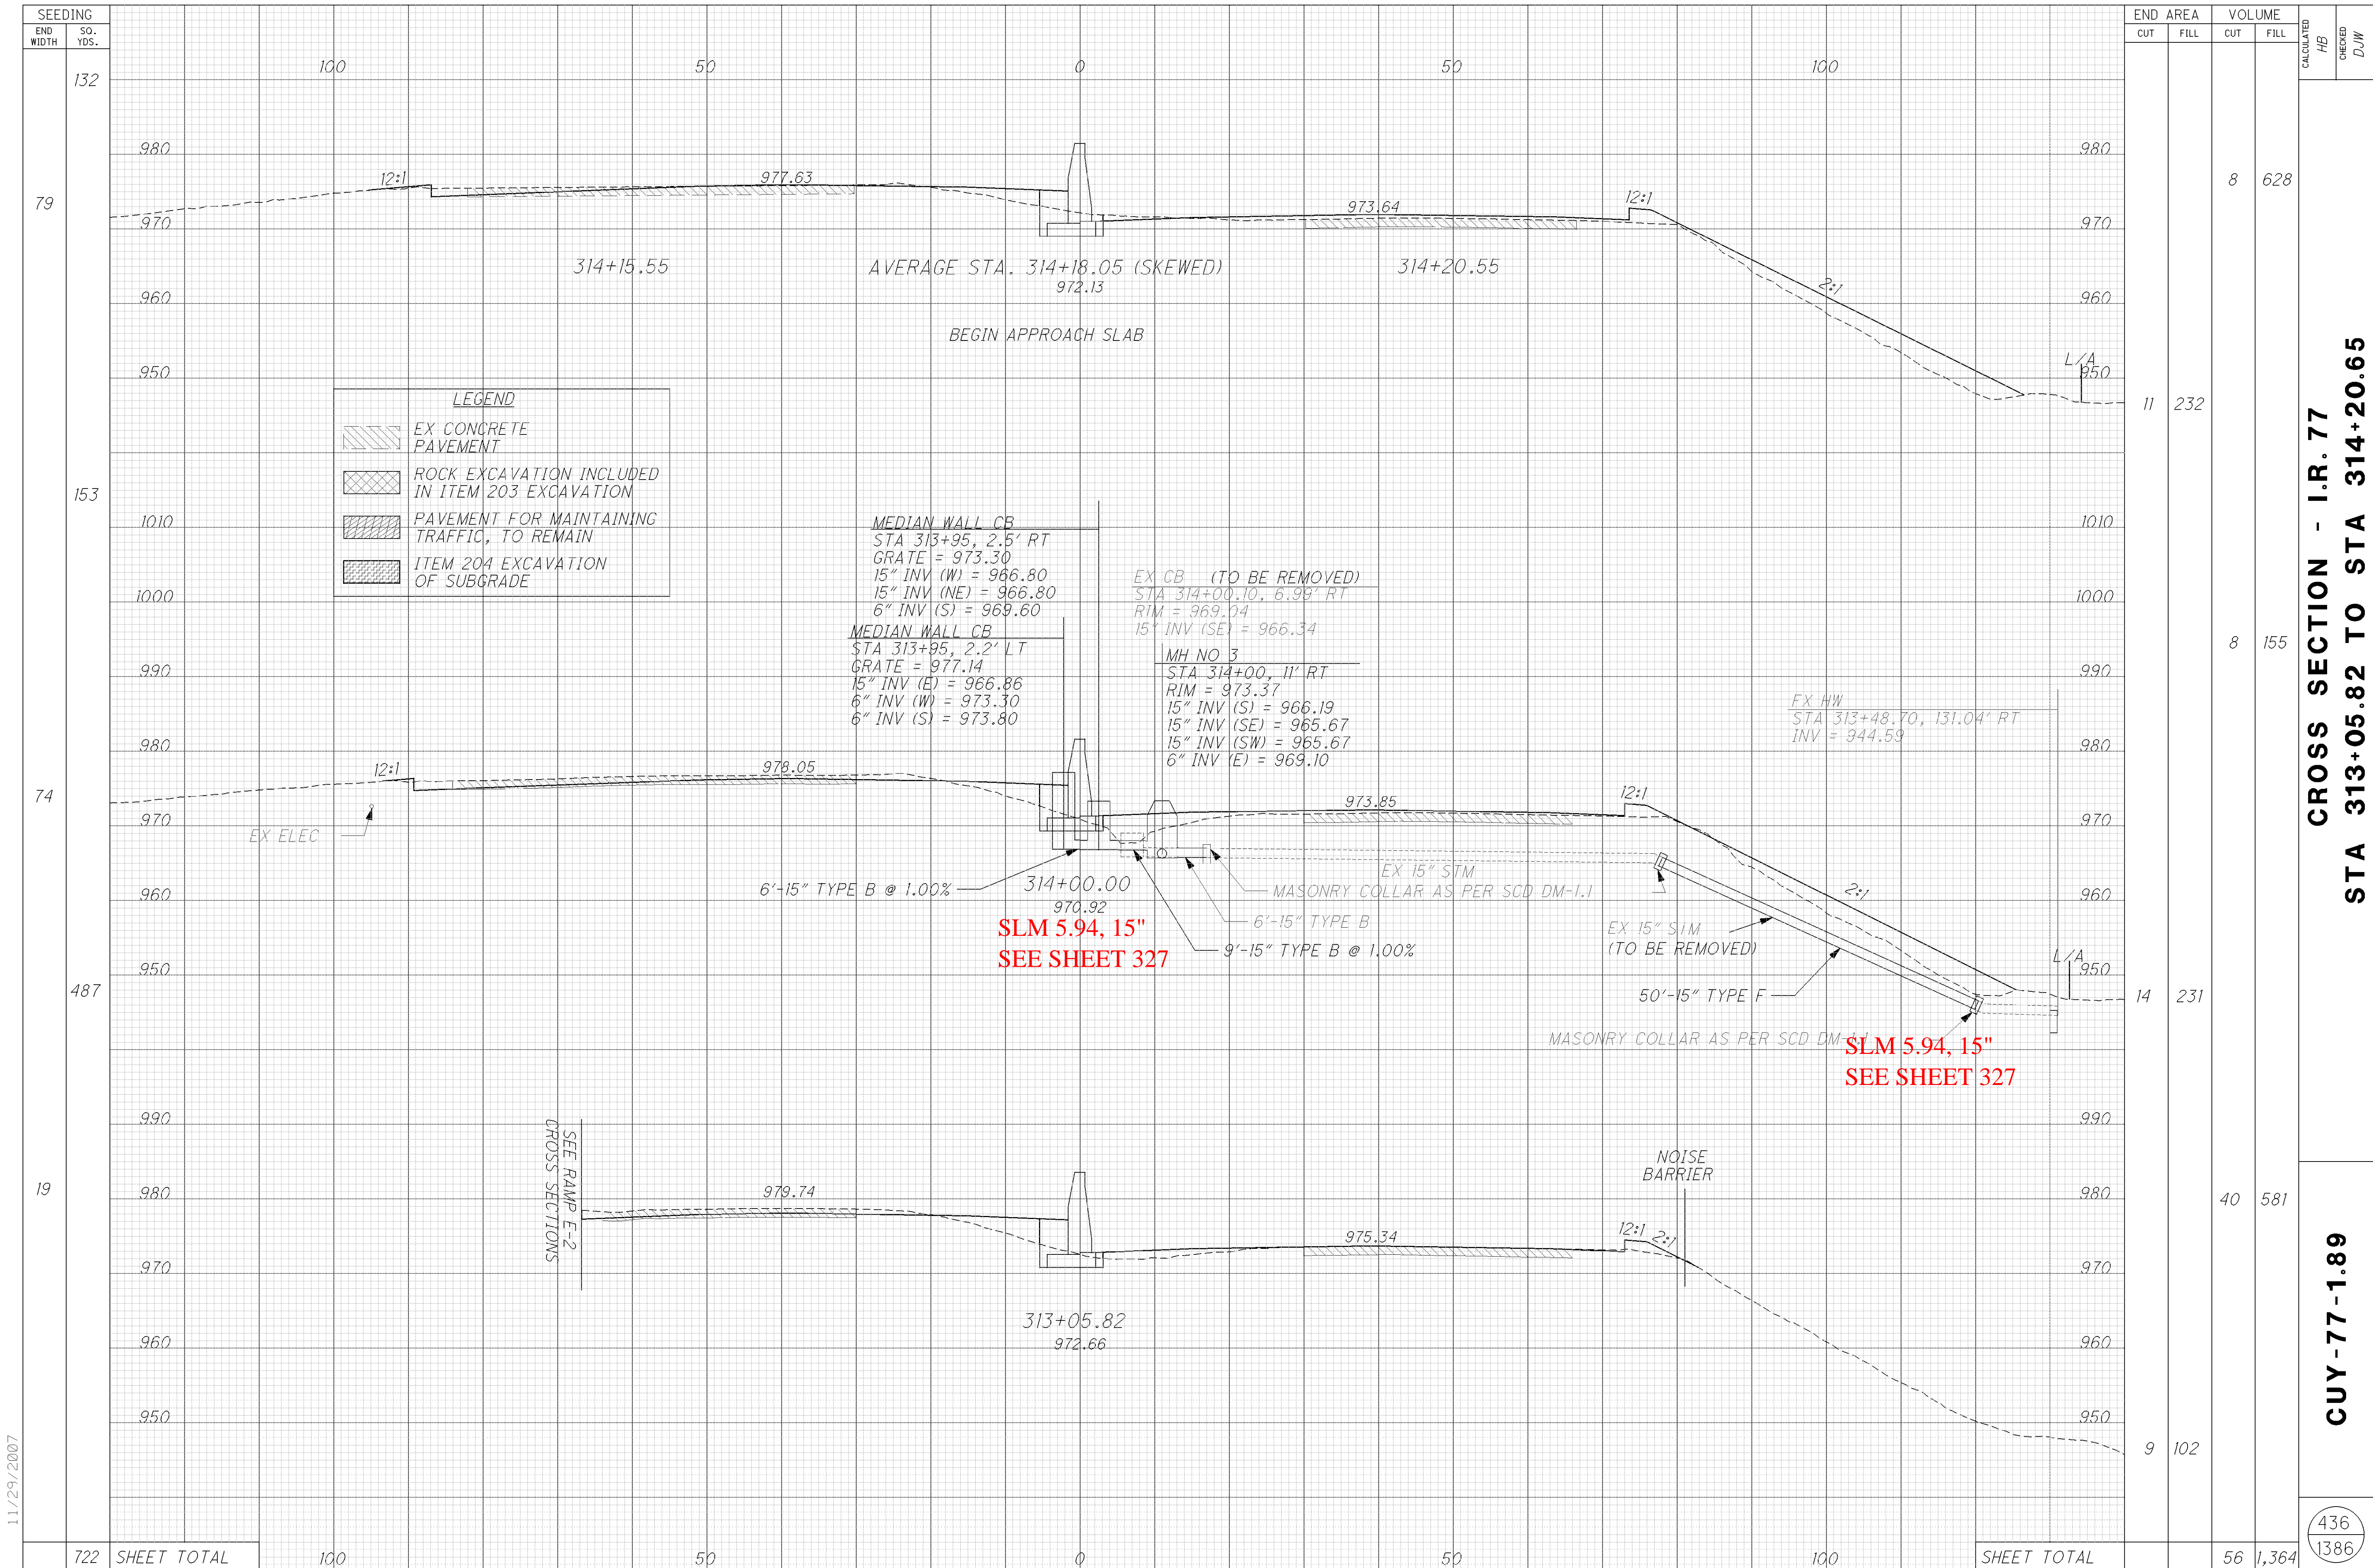 SEEDING
END WIDTH
SQ. YDS.
END AREA
VOLUME
CUT
FILL
CUT
FILL
CALCULATED
HB
CHECKED
DJW
100
50
0
50
100
132
980
980
12:1
977.63
973.64
12:1
8
628
79
970
970
314+15.55
AVERAGE STA. 314+18.05 (SKEWED)
314+20.55
972.13
960
960
2:1
BEGIN APPROACH SLAB
L/A
950
950
11
232
LEGEND
EX CONCRETE
PAVEMENT
ROCK EXCAVATION INCLUDED
IN ITEM 203 EXCAVATION
PAVEMENT FOR MAINTAINING
TRAFFIC, TO REMAIN
ITEM 204 EXCAVATION
OF SUBGRADE
153
1010
1010
1000
1000
990
990
8
155
MEDIAN WALL CB
STA 313+95, 2.5' RT
GRATE = 973.30
15" INV (W) = 966.80
15" INV (NE) = 966.80
6" INV (S) = 969.60
MEDIAN WALL CB
STA 313+95, 2.2' LT
GRATE = 977.14
15" INV (E) = 966.86
6" INV (W) = 973.30
6" INV (S) = 973.80
EX CB (TO BE REMOVED)
STA 314+00.10, 6.99' RT
RIM = 969.04
15" INV (SE) = 966.34
MH NO 3
STA 314+00, 11' RT
RIM = 973.37
15" INV (S) = 966.19
15" INV (SE) = 965.67
15" INV (SW) = 965.67
6" INV (E) = 969.10
EX HW
STA 313+48.70, 131.04' RT
INV = 944.59
980
980
12:1
978.05
973.85
12:1
74
970
970
EX ELEC
6'-15" TYPE B @ 1.00%
314+00.00
970.92
EX 15" STM
MASONRY COLLAR AS PER SCD DM-1.1
6'-15" TYPE B
9'-15" TYPE B @ 1.00%
SLM 5.94, 15"
SEE SHEET 327
960
960
2:1
EX 15" STM
(TO BE REMOVED)
L/A
950
950
487
50'-15" TYPE F
14
231
MASONRY COLLAR AS PER SCD DM-1.1
SLM 5.94, 15"
SEE SHEET 327
990
990
SEE RAMP E-2
CROSS SECTIONS
NOISE
BARRIER
19
980
980
979.74
975.34
12:1
2:1
40
581
970
970
313+05.82
972.66
960
960
950
950
9
102
722
SHEET TOTAL
100
50
0
50
100
SHEET TOTAL
56
1,364
11/29/2007
CROSS SECTION - I.R. 77
STA 313+05.82 TO STA 314+20.65
CUY-77-1.89
436
1386